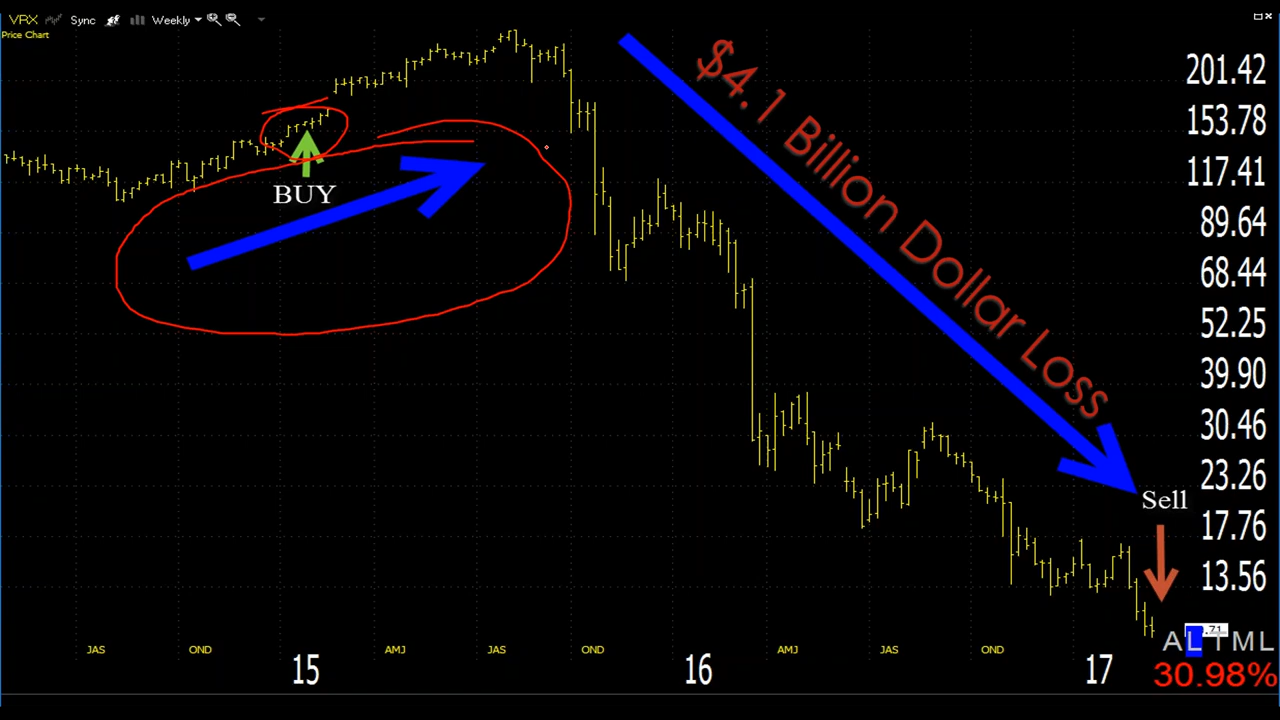 VRX Sync Weekly
Price Chart
$4.1 Billion Dollar Loss
BUY
Sell
201.42
153.78
117.41
89.64
68.44
52.25
39.90
30.46
23.26
17.76
13.56
JAS OND AMJ JAS OND AMJ JAS OND
15 16 17
ALTML
30.98%